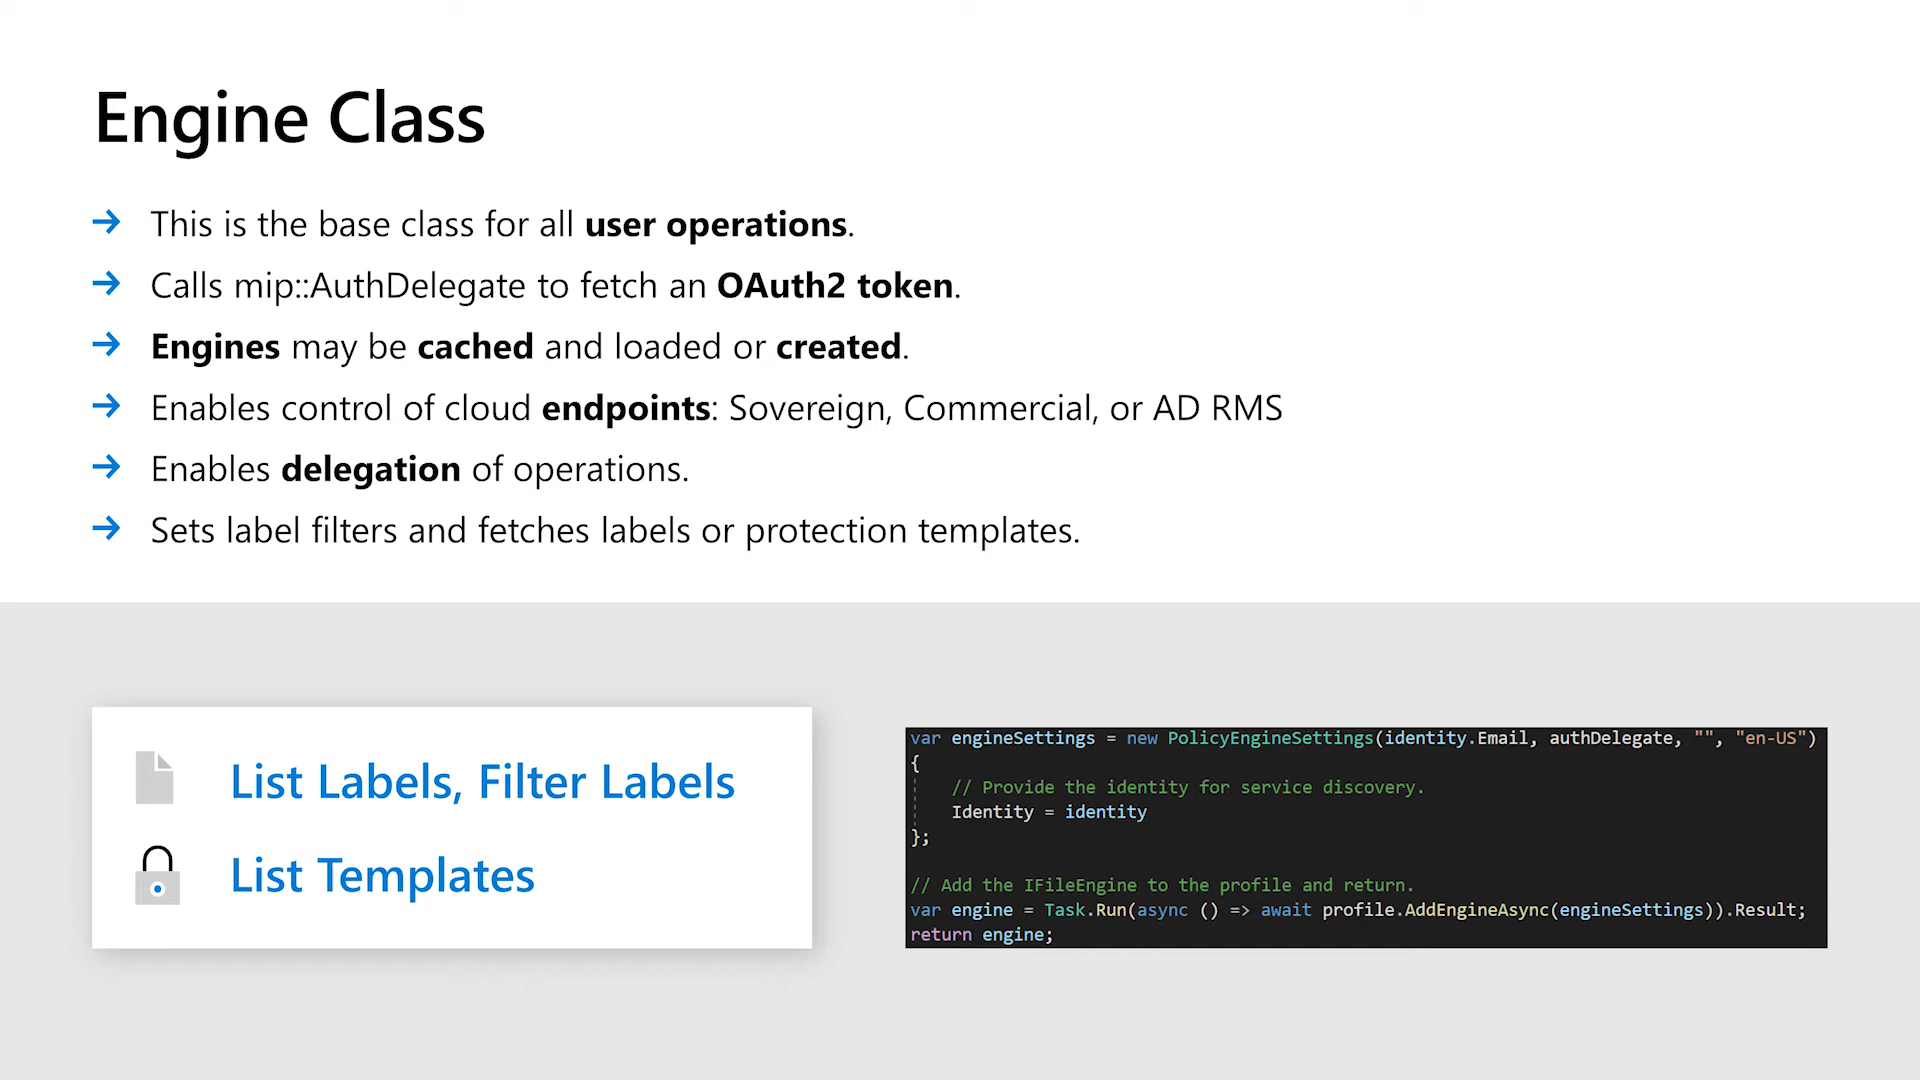 Engine Class
This is the base class for all user operations.
Calls mip::AuthDelegate to fetch an OAuth2 token.
Engines may be cached and loaded or created.
Enables control of cloud endpoints: Sovereign, Commercial, or AD RMS
Enables delegation of operations.
Sets label filters and fetches labels or protection templates.
List Labels, Filter Labels
List Templates
var engineSettings = new PolicyEngineSettings(identity.Email, authDelegate, "", "en-US")
{
// Provide the identity for service discovery.
Identity = identity
};
// Add the IFileEngine to the profile and return.
var engine = Task.Run(async () => await profile.AddEngineAsync(engineSettings)).Result;
return engine;